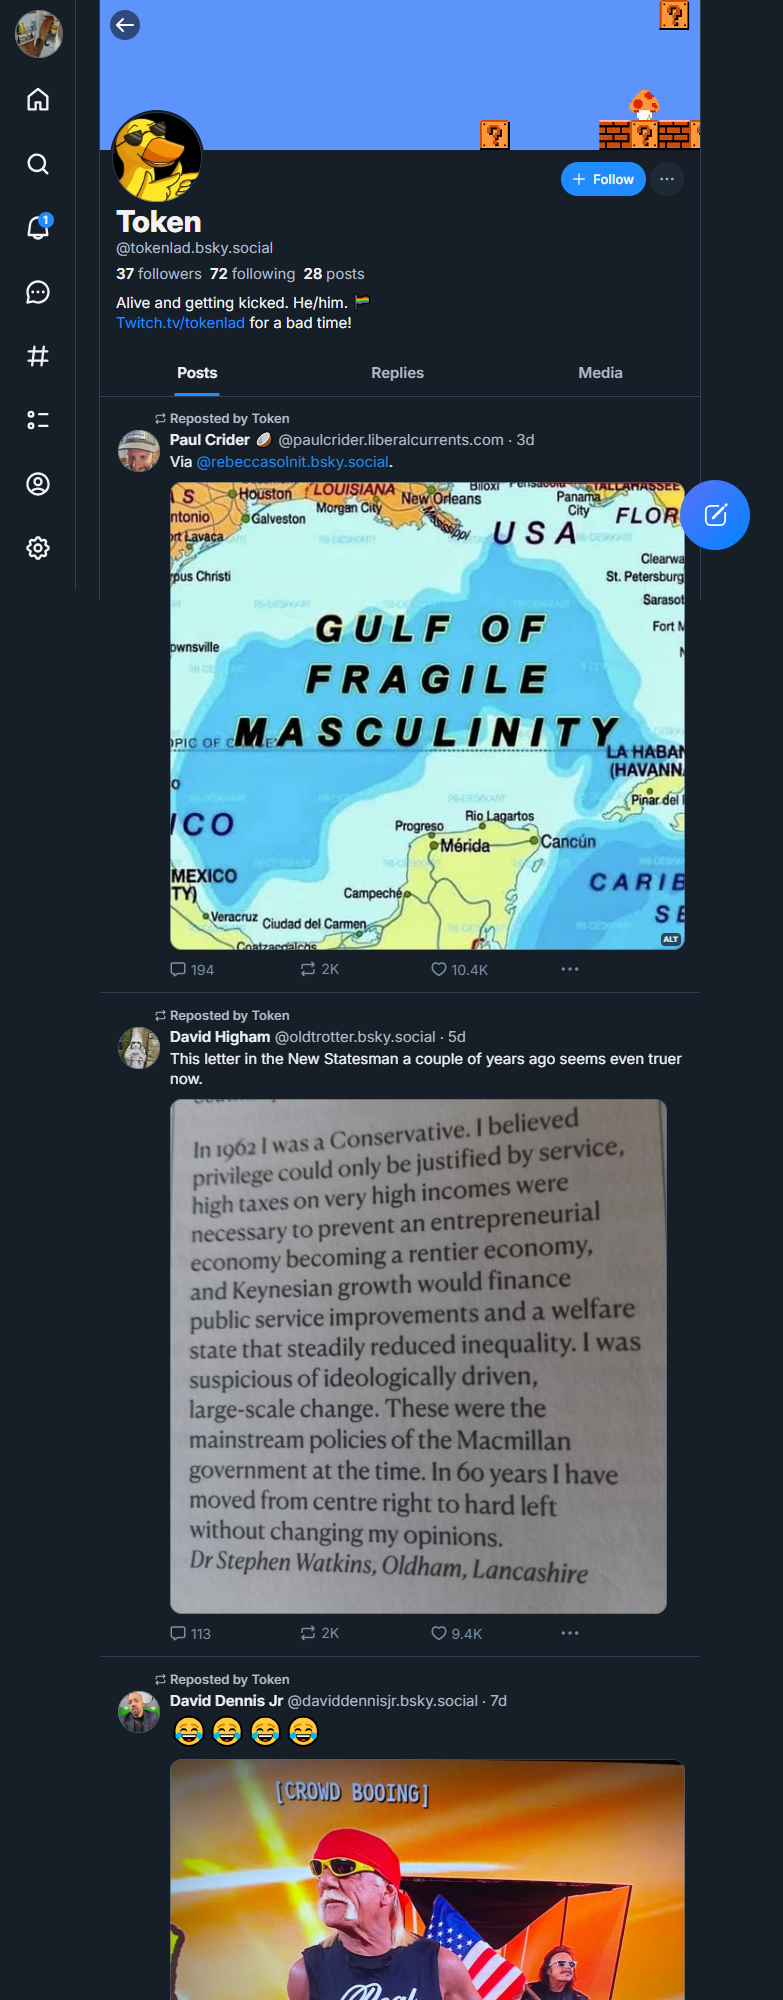 ?
?
?
+ Follow
1
Token
@tokenlad.bsky.social
37 followers 72 following 28 posts
Alive and getting kicked. He/him.
Twitch.tv/tokenlad for a bad time!
Posts Replies Media
Reposted by Token
Paul Crider @paulcrider.liberalcurrents.com · 3d
Via @rebeccasolnit.bsky.social.
A S Houston LOUISIANA New Orleans Biloxi Pensacola TALLAHASSEE
ntonio Morgan City Mississippi Panama
City
Galveston USA FLOR
ort Lavaca
Clearwa
pus Christi St. Petersburg
Sarasot
GULF OF Fort M
ownsville
FRAGILE
MASCULINITY
OPIC OF C
LA HABAN
(HAVANN
O Pinar del
ICO Progreso Rio Lagartos
Mérida Cancún
MEXICO
TY)
CARIB
Campeche
SE
Veracruz Ciudad del Carmen
Coatzacoalcos
ALT
194 2K 10.4K
Reposted by Token
David Higham @oldtrotter.bsky.social · 5d
This letter in the New Statesman a couple of years ago seems even truer
now.
In 1962 I was a Conservative. I believed
privilege could only be justified by service,
high taxes on very high incomes were
necessary to prevent an entrepreneurial
economy becoming a rentier economy,
and Keynesian growth would finance
public service improvements and a welfare
state that steadily reduced inequality. I was
suspicious of ideologically driven,
large-scale change. These were the
mainstream policies of the Macmillan
government at the time. In 60 years I have
moved from centre right to hard left
without changing my opinions.
Dr Stephen Watkins, Oldham, Lancashire
113 2K 9.4K
Reposted by Token
David Dennis Jr @daviddennisjr.bsky.social · 7d
[CROWD BOOING]
Real